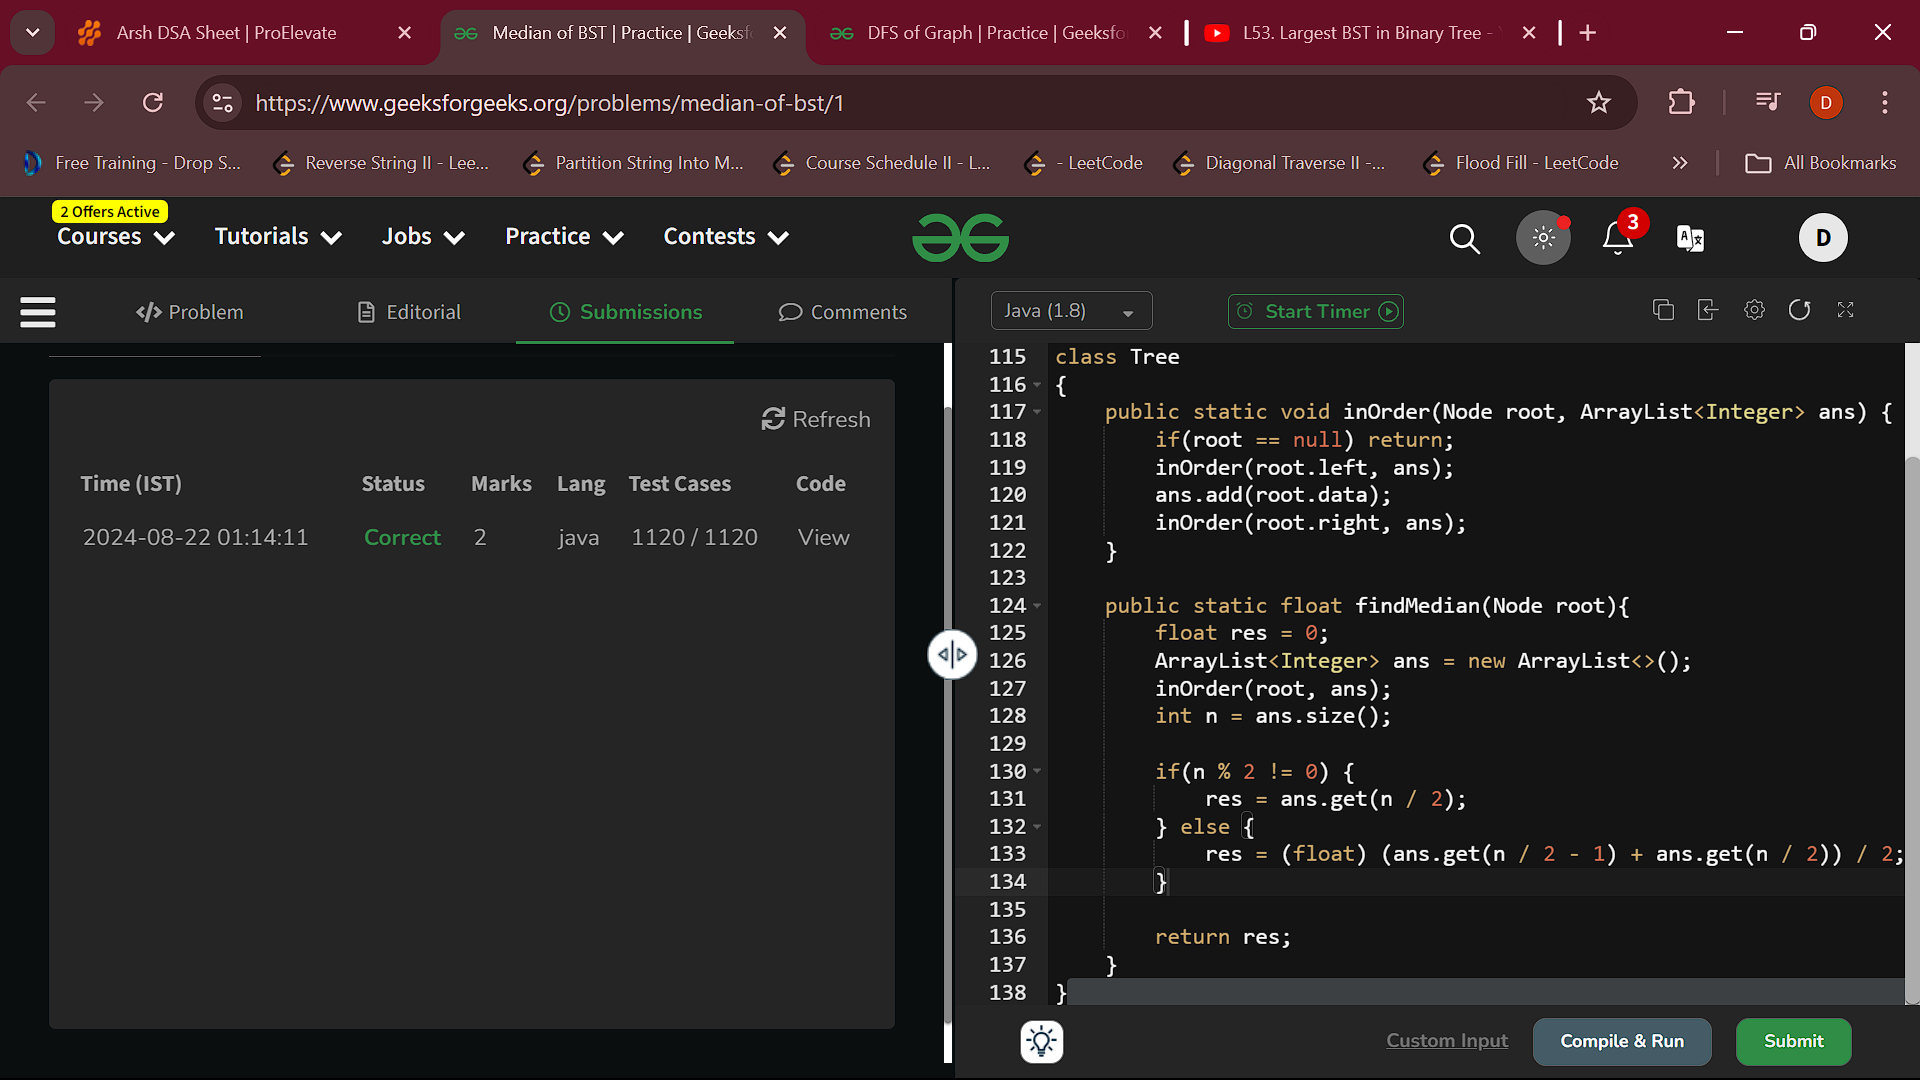 Arsh DSA Sheet | ProElevate
Median of BST | Practice | Geeksf
DFS of Graph | Practice | Geeksfo
L53. Largest BST in Binary Tree -
https://www.geeksforgeeks.org/problems/median-of-bst/1
D
Free Training - Drop S...
Reverse String II - Lee...
Partition String Into M...
Course Schedule II - L...
- LeetCode
Diagonal Traverse II -...
Flood Fill - LeetCode
All Bookmarks
2 Offers Active
Courses
Tutorials
Jobs
Practice
Contests
3
D
Problem
Editorial
Submissions
Comments
Java (1.8)
Start Timer
Refresh
Time (IST) Status Marks Lang Test Cases Code
2024-08-22 01:14:11 Correct 2 java 1120 / 1120 View
115 class Tree
116 {
117 public static void inOrder(Node root, ArrayList<Integer> ans) {
118 if(root == null) return;
119 inOrder(root.left, ans);
120 ans.add(root.data);
121 inOrder(root.right, ans);
122 }
123
124 public static float findMedian(Node root){
125 float res = 0;
126 ArrayList<Integer> ans = new ArrayList<>();
127 inOrder(root, ans);
128 int n = ans.size();
129
130 if(n % 2 != 0) {
131 res = ans.get(n / 2);
132 } else {
133 res = (float) (ans.get(n / 2 - 1) + ans.get(n / 2)) / 2;
134 }
135
136 return res;
137 }
138 }
Custom Input
Compile & Run
Submit